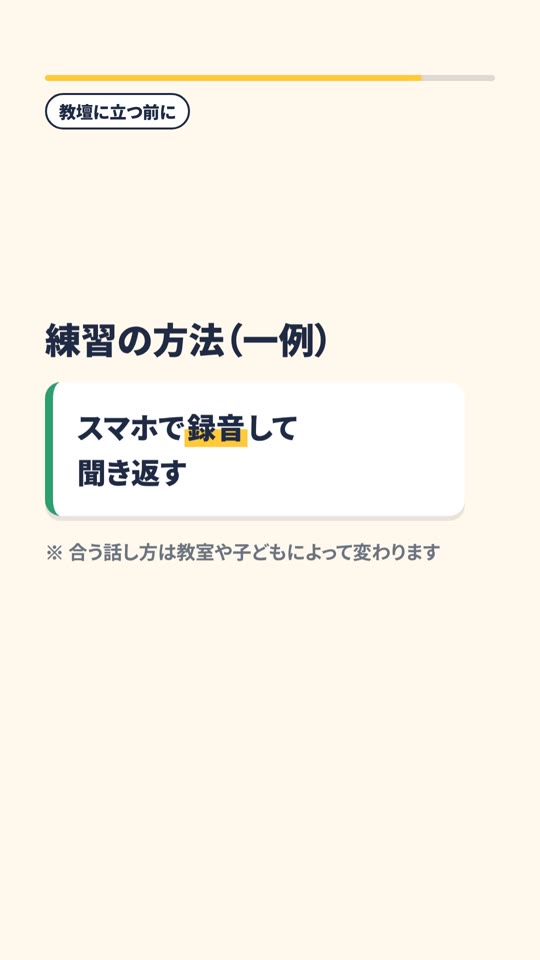 教壇に立つ前に
練習の方法（一例）
スマホで録音して
聞き返す
※ 合う話し方は教室や子どもによって変わります